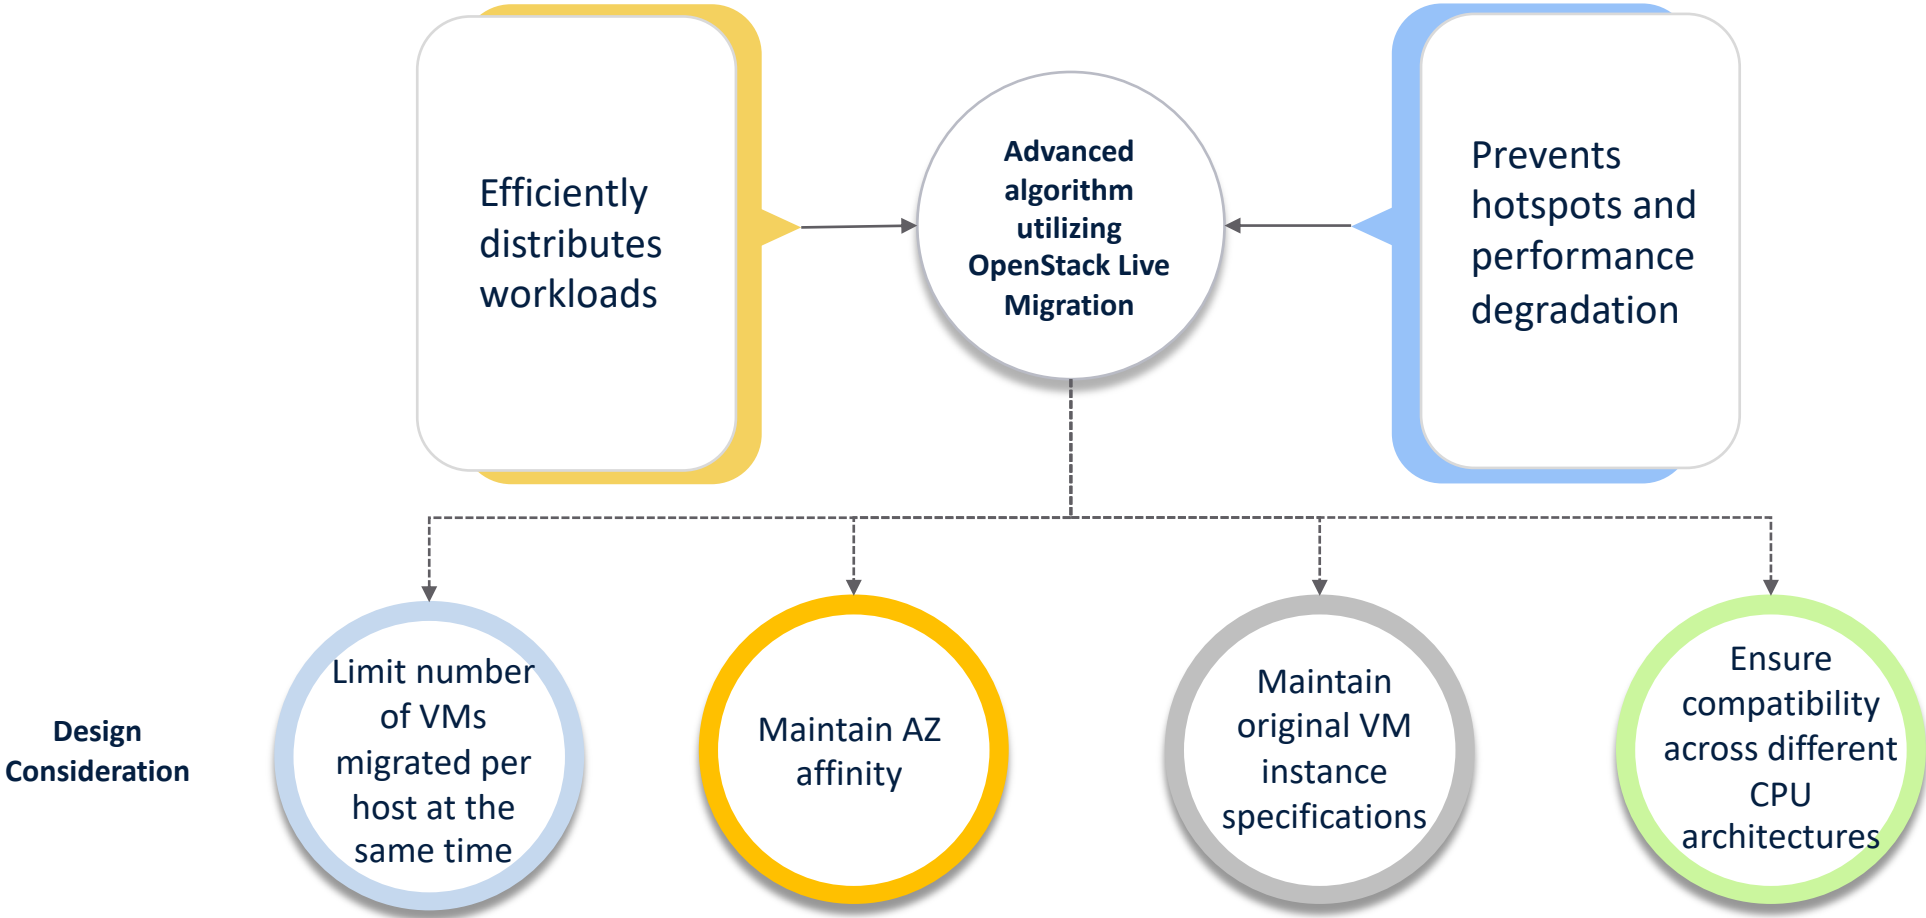 Efficiently
distributes
workloads
Advanced
algorithm
utilizing
OpenStack Live
Migration
Prevents
hotspots and
performance
degradation
Design
Consideration
Limit number
of VMs
migrated per
host at the
same time
Maintain AZ
affinity
Maintain
original VM
instance
specifications
Ensure
compatibility
across different
CPU
architectures